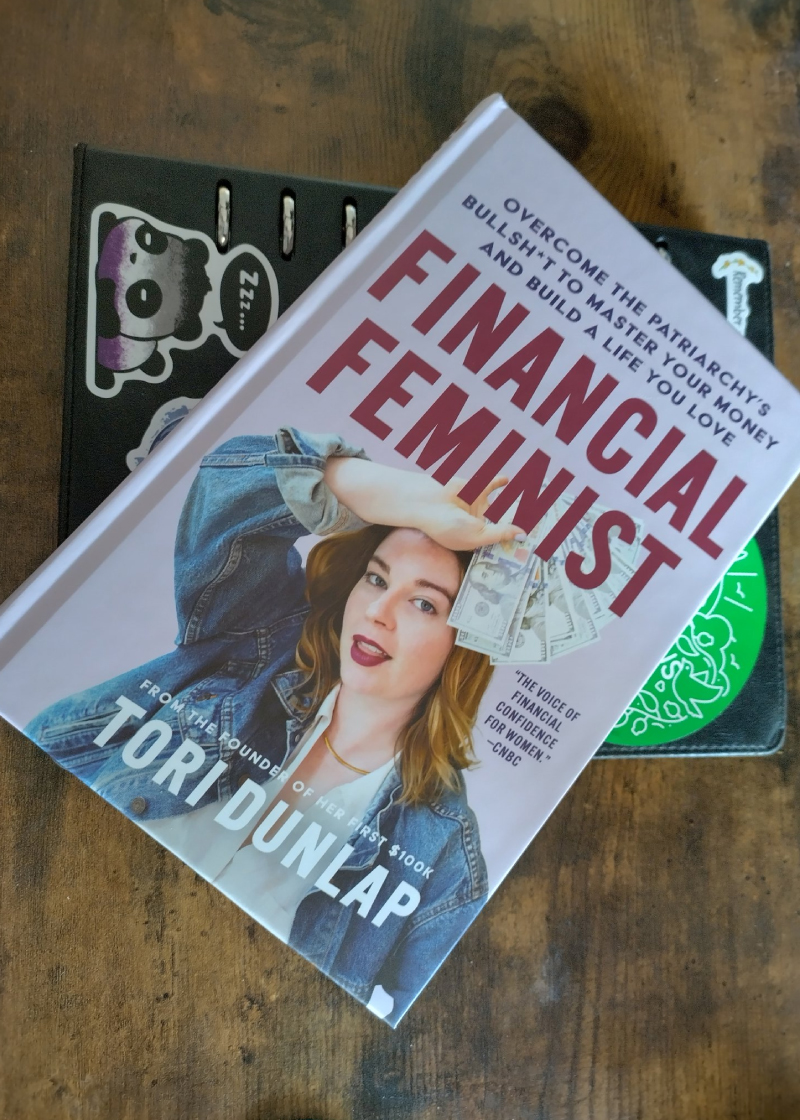 OVERCOME THE PATRIARCHY'S
BULLSH*T TO MASTER YOUR MONEY
AND BUILD A LIFE YOU LOVE
FINANCIAL
FEMINIST
"THE VOICE OF
FINANCIAL
CONFIDENCE
FOR WOMEN."
—CNBC
FROM THE FOUNDER OF HER FIRST $100K
TORI DUNLAP
Zzz...
Remember